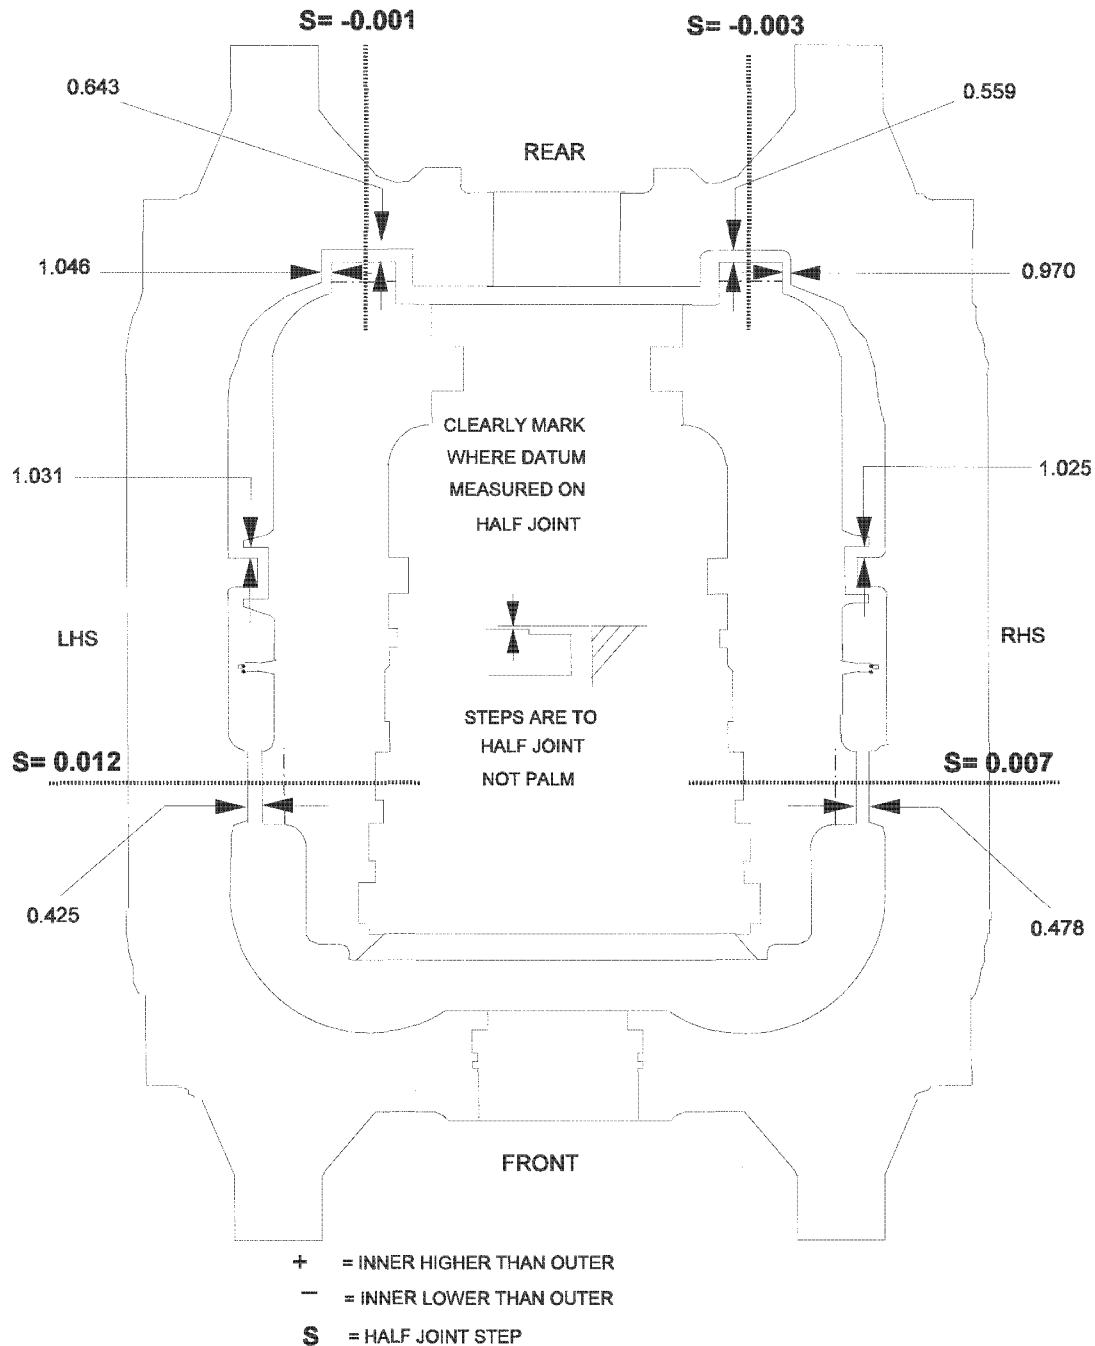 S= -0.001
S= -0.003
0.643
0.559
REAR
1.046
0.970
CLEARLY MARK
WHERE DATUM
MEASURED ON
HALF JOINT
1.031
1.025
LHS
RHS
STEPS ARE TO
HALF JOINT
NOT PALM
S= 0.012
S= 0.007
0.425
0.478
FRONT
+ = INNER HIGHER THAN OUTER
− = INNER LOWER THAN OUTER
S = HALF JOINT STEP